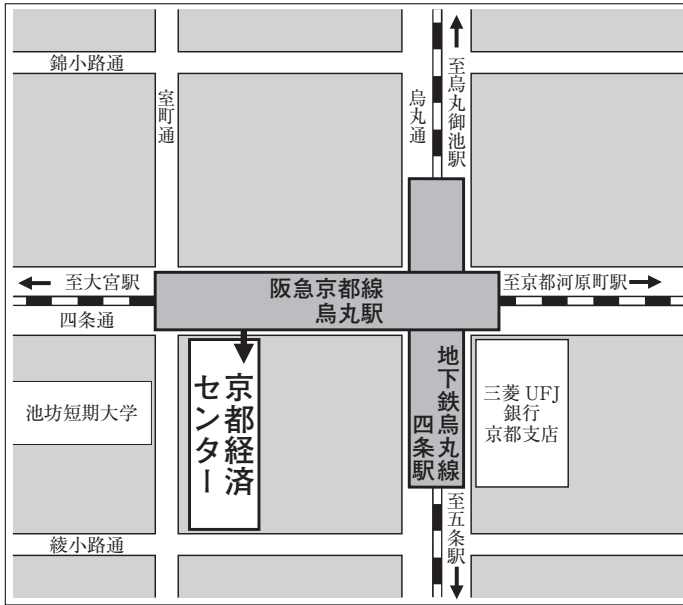 錦小路通
室町通
烏丸通
至烏丸御池駅
至大宮駅
阪急京都線
烏丸駅
至京都河原町駅
四条通
池坊短期大学
京都経済
センター
地下鉄烏丸線
四条駅
三菱 UFJ
銀行
京都支店
綾小路通
至五条駅